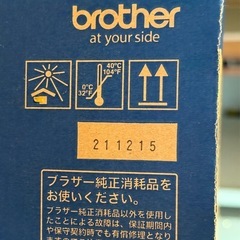 brother
at your side
40℃
104°F
0℃
32°F
211215
ブラザー純正消耗品を
お使いください。
ブラザー純正消耗品以外を使用し
たことによる故障は、保証期間内
や保守契約時でも有償修理となり